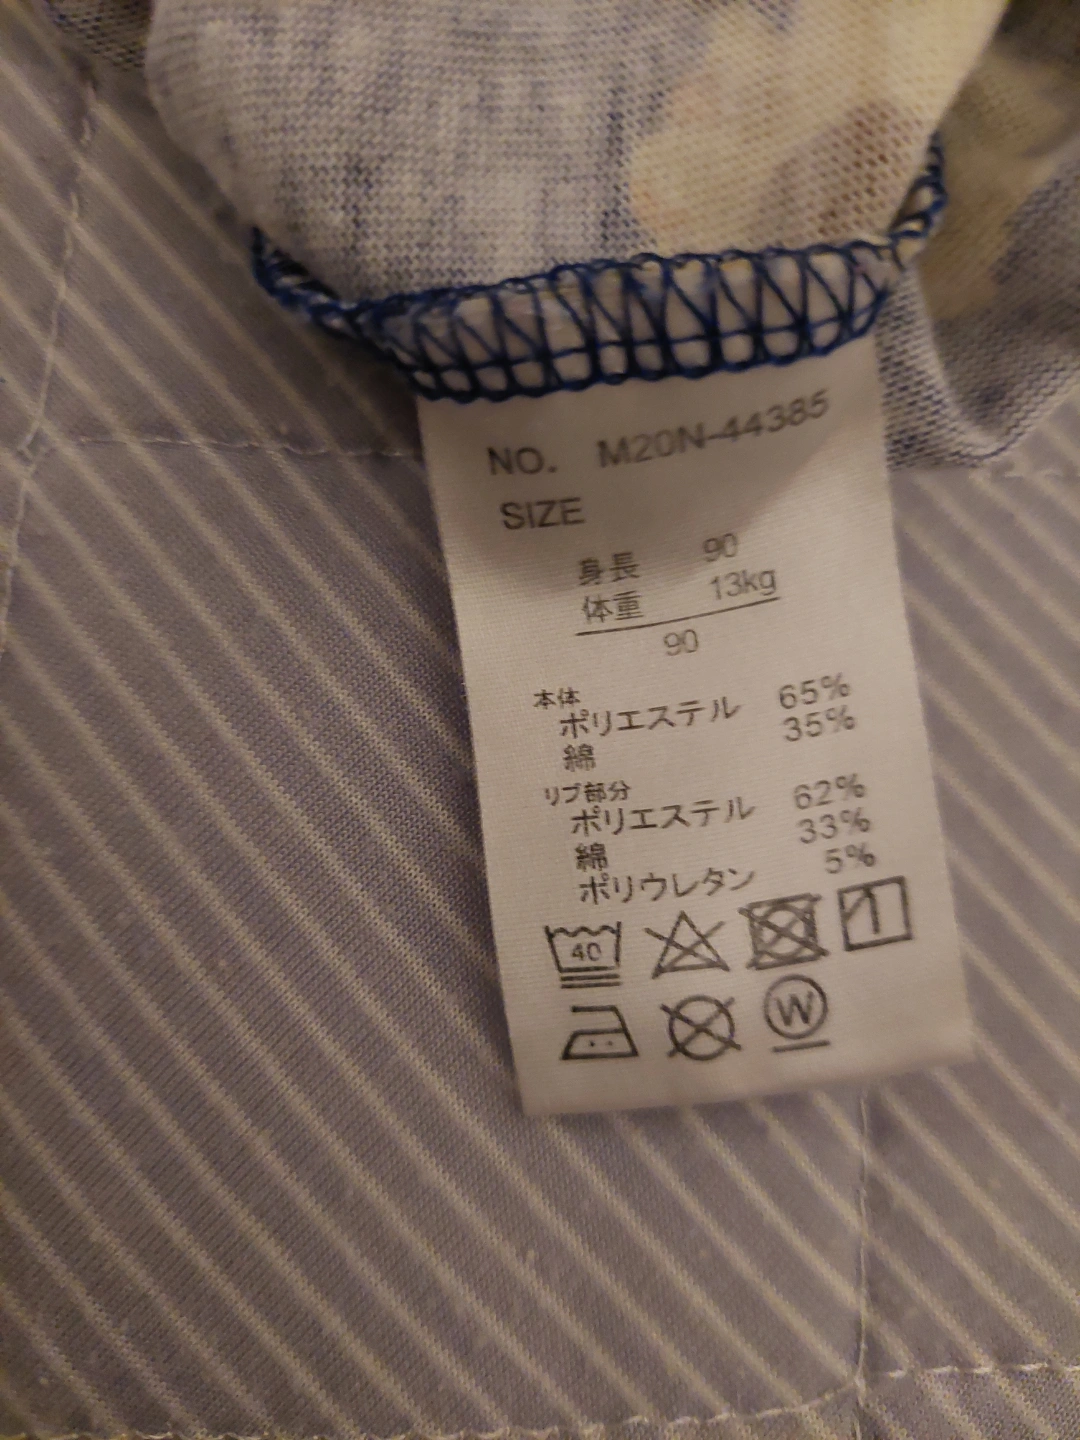 NO. M20N-44385
SIZE
身長 90
体重 13kg
90
本体
ポリエステル 65%
綿 35%
リブ部分
ポリエステル 62%
綿 33%
ポリウレタン 5%
40
W